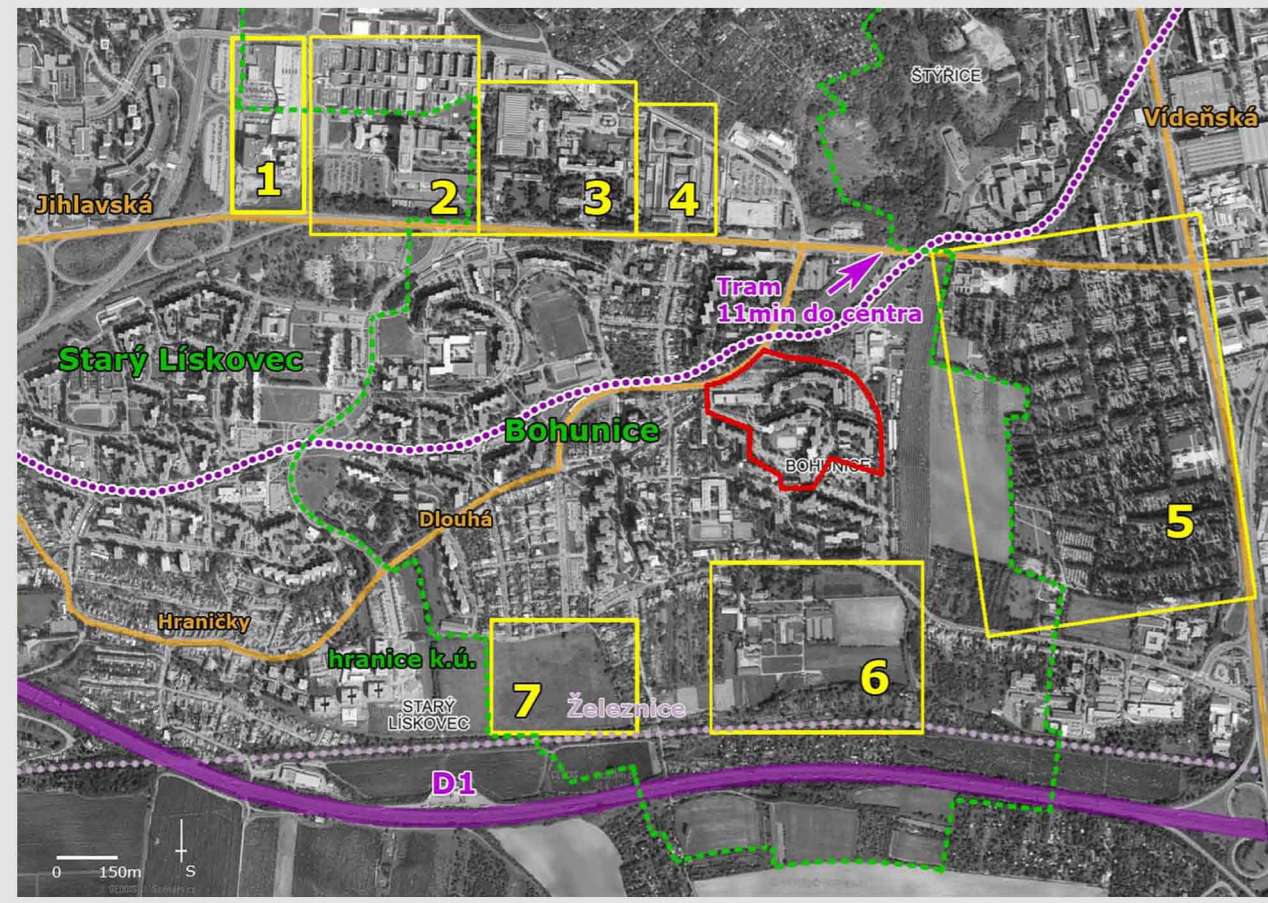 ŠTÝŘICE
Vídeňská
1
2
3
4
Jihlavská
Tram
11min do centra
Starý Lískovec
Bohunice
BOHUNICE
5
Dlouhá
Hraničky
hranice k.ú.
6
7
STARÝ
LÍSKOVEC
Železnice
D1
0 150m
S